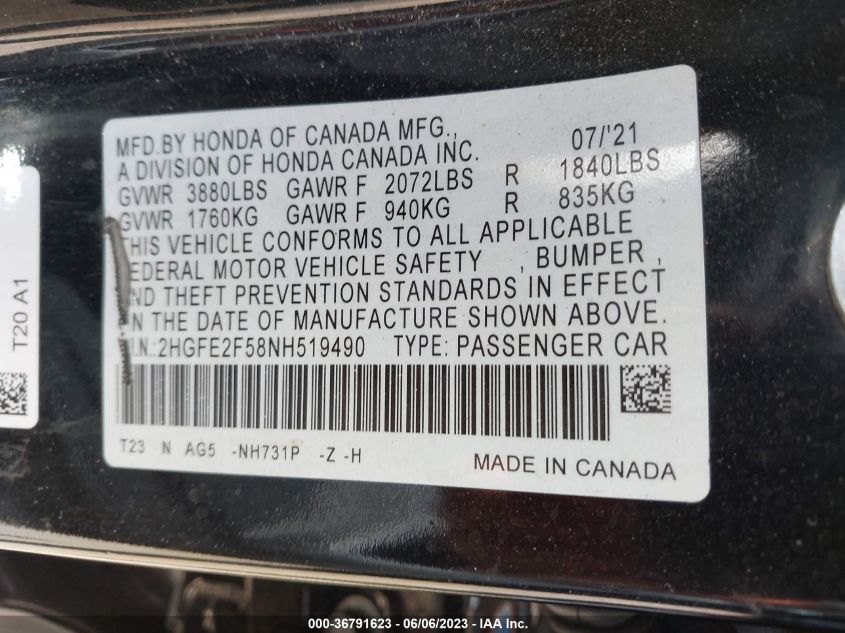 MFD.BY HONDA OF CANADA MFG., 07/'21
A DIVISION OF HONDA CANADA INC.
GVWR 3880LBS GAWR F 2072LBS R 1840LBS
GVWR 1760KG GAWR F 940KG R 835KG
THIS VEHICLE CONFORMS TO ALL APPLICABLE
FEDERAL MOTOR VEHICLE SAFETY , BUMPER ,
AND THEFT PREVENTION STANDARDS IN EFFECT
ON THE DATE OF MANUFACTURE SHOWN ABOVE.
V.I.N.:2HGFE2F58NH519490 TYPE: PASSENGER CAR
T23 N AG5 -NH731P -Z -H
MADE IN CANADA
T20 A1
000-36791623 - 06/06/2023 - IAA Inc.